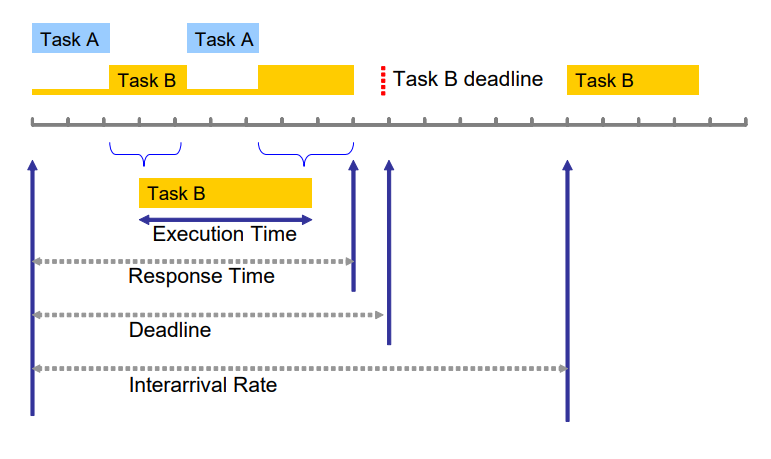 Task A
Task A
Task B
Task B deadline
Task B
Task B
Execution Time
Response Time
Deadline
Interarrival Rate